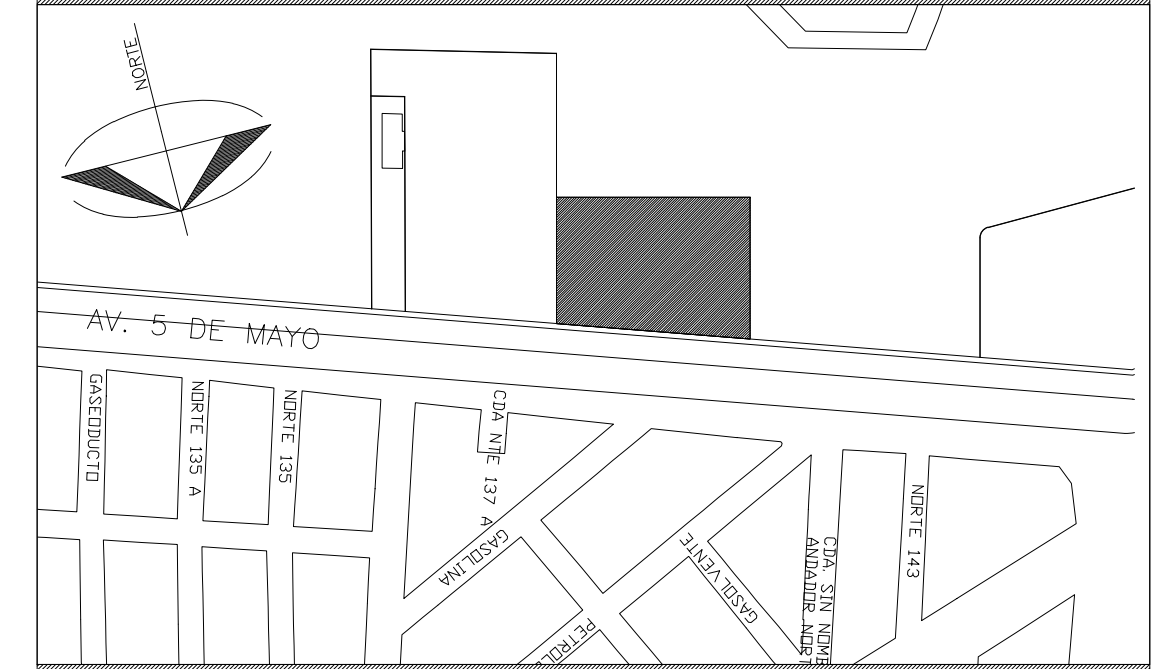 NORTE
AV. 5 DE MAYO
GASEODUCTO
NORTE 135 A
NORTE 135
CDA NTE 137 A
GASOLINA
GASOLVENTE
CDA. SIN NOMB
ANDADOR NORT
NORTE 143
PETROL